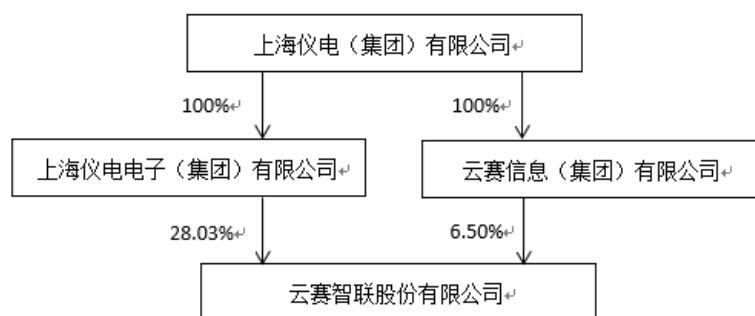 上海仪电（集团）有限公司
100%
100%
上海仪电电子（集团）有限公司
云赛信息（集团）有限公司
28.03%
6.50%
云赛智联股份有限公司